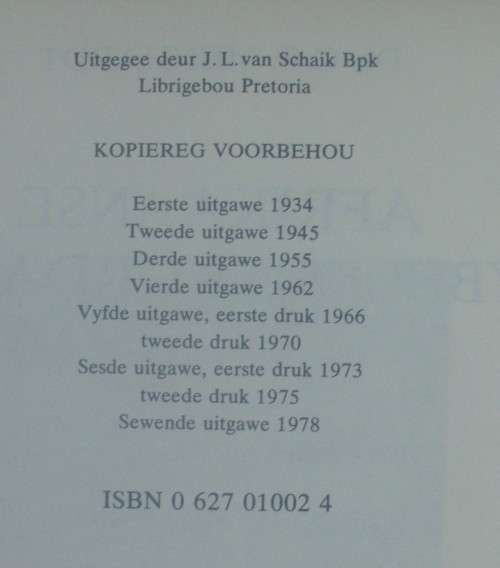 Uitgegee deur J. L. van Schaik Bpk
Librigebou Pretoria
KOPIEREG VOORBEHOU
Eerste uitgawe 1934
Tweede uitgawe 1945
Derde uitgawe 1955
Vierde uitgawe 1962
Vyfde uitgawe, eerste druk 1966
tweede druk 1970
Sesde uitgawe, eerste druk 1973
tweede druk 1975
Sewende uitgawe 1978
ISBN 0 627 01002 4